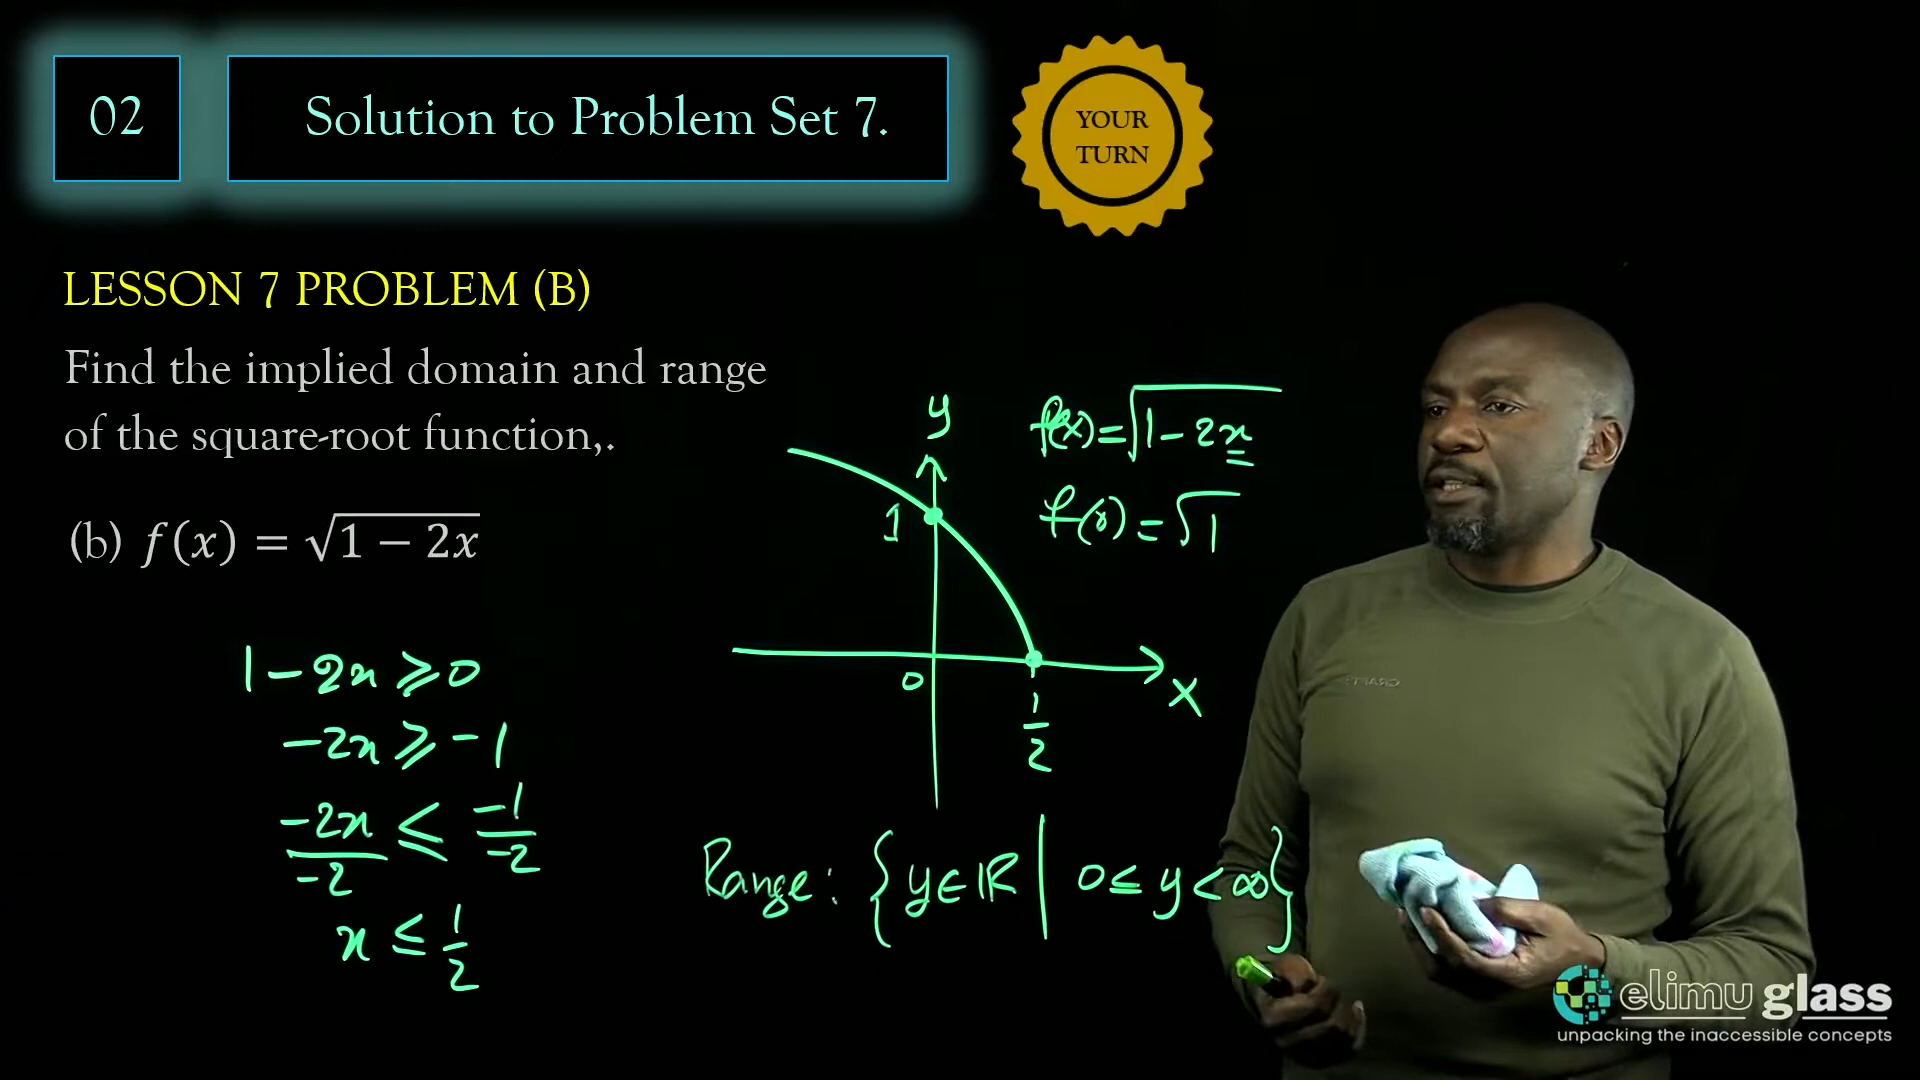 02
Solution to Problem Set 7.
YOUR
TURN
LESSON 7 PROBLEM (B)
Find the implied domain and range
of the square-root function,.
(b) f(x) = √1 − 2x
1 − 2x ⩾ 0
−2x ⩾ −1
−2x/−2 ≤ −1/−2
x ≤ 1/2
y
1
0
1/2
x
f(x) = √1 − 2x
f(0) = √1
Range: {y ∈ ℝ | 0 ≤ y < ∞}
elimu glass
unpacking the inaccessible concepts